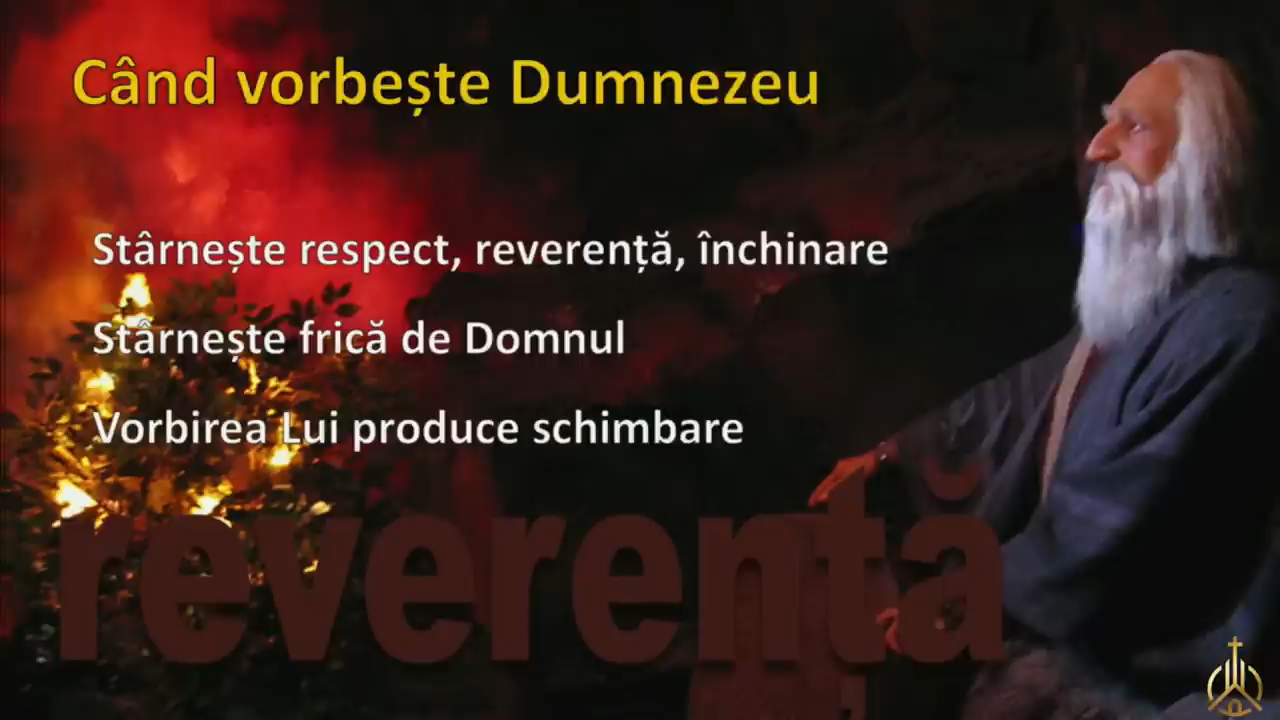 Când vorbește Dumnezeu
Stârnește respect, reverență, închinare
Stârnește frică de Domnul
Vorbirea Lui produce schimbare
reverență